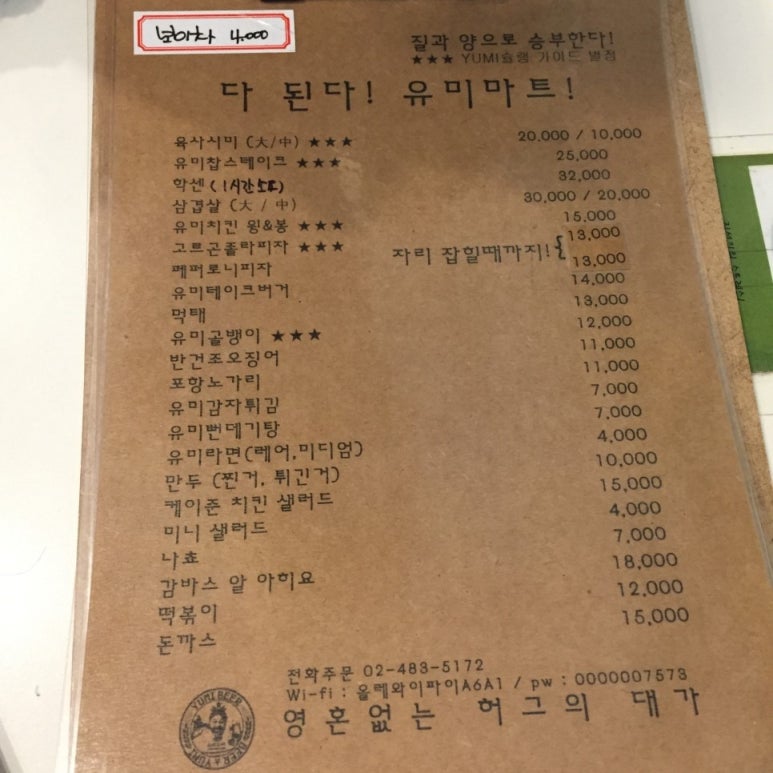 보이차 4.000
질과 양으로 승부한다!
★★★ YUMI슐랭 가이드 별점
다 된다! 유미마트!
육사시미 (大/中) ★★★ 20,000 / 10,000
유미찹스테이크 ★★★ 25,000
학센 (1시간 소요) 32,000
삼겹살 (大 / 中) 30,000 / 20,000
유미치킨 윙&봉 ★★★ 15,000
고르곤졸라피자 ★★★ 자리 잡힐때까지!{ 13,000
페퍼로니피자 13,000
유미테이크버거 14,000
먹태 13,000
유미골뱅이 ★★★ 12,000
반건조오징어 11,000
포항노가리 11,000
유미감자튀김 7,000
유미뻔데기탕 7,000
유미라면(레어,미디엄) 4,000
만두 (찐거, 튀긴거) 10,000
케이준 치킨 샐러드 15,000
미니 샐러드 4,000
나쵸 7,000
감바스 알 아히요 18,000
떡볶이 12,000
돈까스 15,000
전화주문 02-483-5172
Wi-fi : 올레와이파이A6A1 / pw : 0000007573
영혼없는 허그의 대가
YUMI BEER
BEER & YUMI